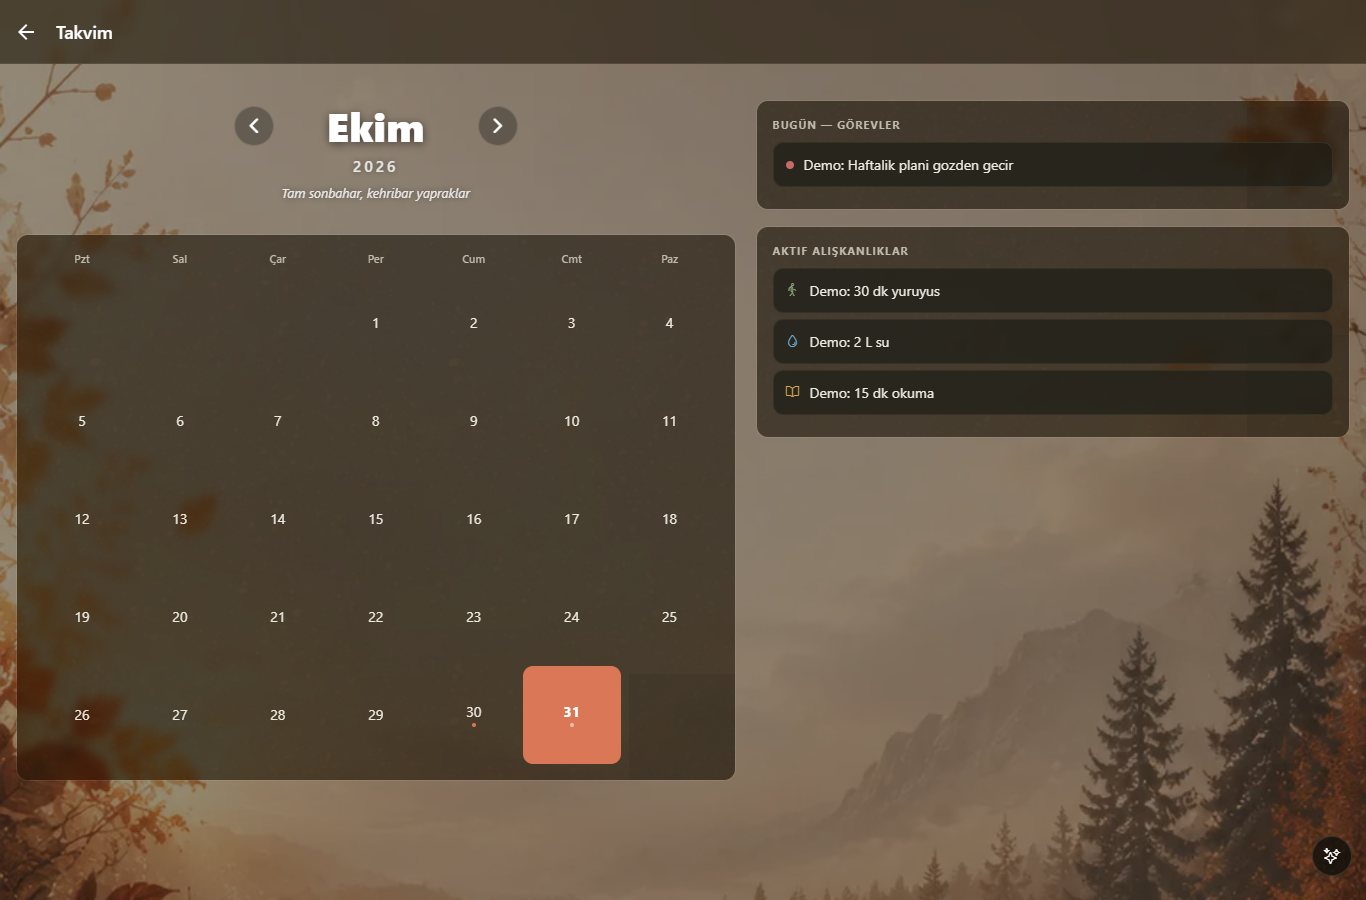 Takvim
Ekim
2026
Tam sonbahar, kehribar yapraklar
Pzt Sal Çar Per Cum Cmt Paz
1 2 3 4
5 6 7 8 9 10 11
12 13 14 15 16 17 18
19 20 21 22 23 24 25
26 27 28 29 30 31
BUGÜN — GÖREVLER
Demo: Haftalik plani gozden gecir
AKTIF ALIŞKANLIKLAR
Demo: 30 dk yuruyus
Demo: 2 L su
Demo: 15 dk okuma